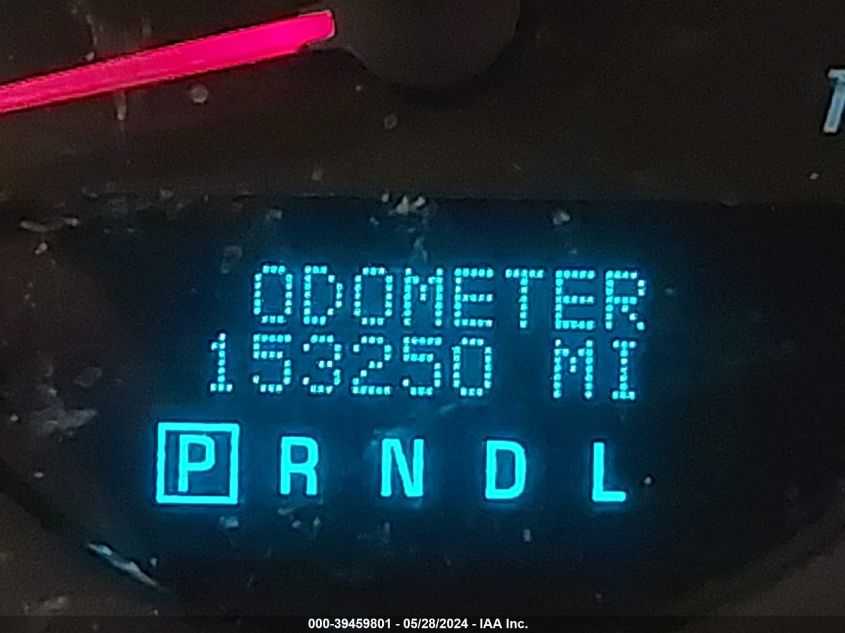 ODOMETER
153250 MI
P R N D L
000-39459801 - 05/28/2024 - IAA Inc.